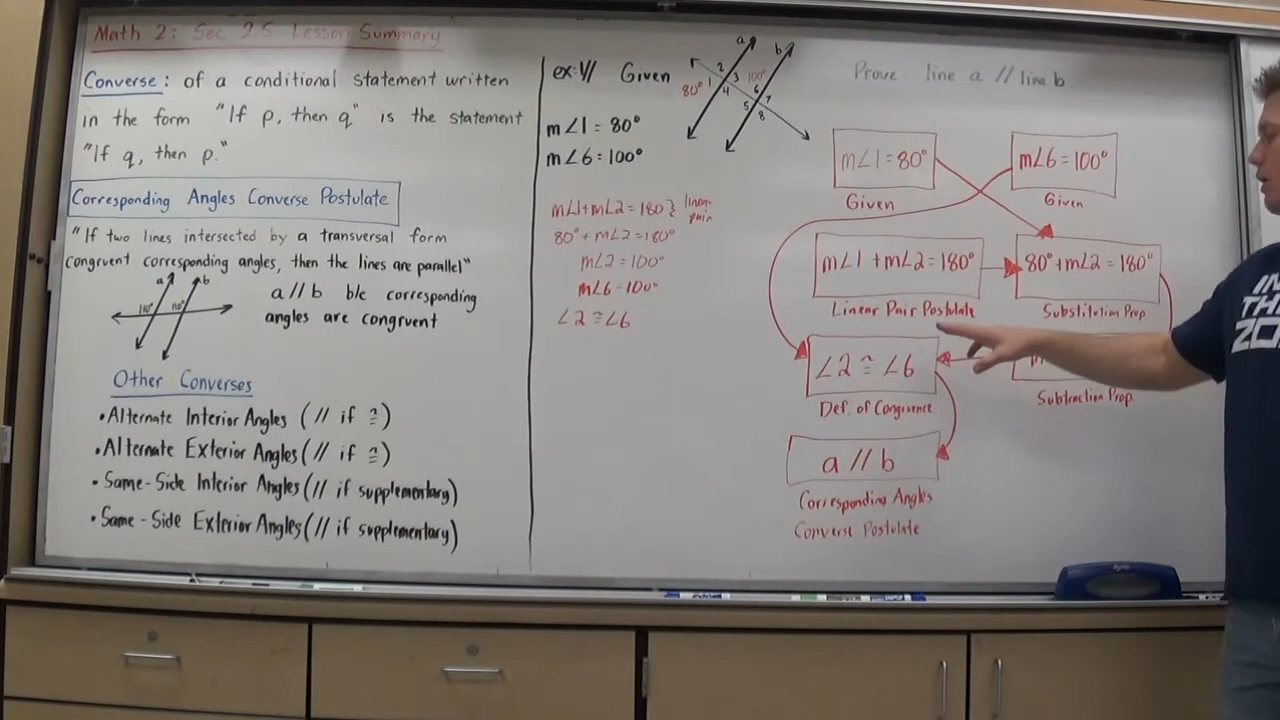 Math 2: Sec 2.5 Lesson Summary
Converse: of a conditional statement written
in the form "If p, then q" is the statement
"If q, then p."
Corresponding Angles Converse Postulate
"If two lines intersected by a transversal form
congruent corresponding angles, then the lines are parallel"
a b
110° 110°
a // b b/c corresponding
angles are congruent
Other Converses
• Alternate Interior Angles (// if ≅)
• Alternate Exterior Angles (// if ≅)
• Same-Side Interior Angles (// if supplementary)
• Same-Side Exterior Angles (// if supplementary)
ex:1// Given
m∠1 = 80°
m∠6 = 100°
a b
80° 1 2 3 4 100° 5 6 7 8
m∠1+m∠2 = 180° } linear pair
80° + m∠2 = 180°
m∠2 = 100°
m∠6 = 100°
∠2 ≅ ∠6
Prove: line a // line b
m∠1 = 80°
Given
m∠6 = 100°
Given
m∠1 + m∠2 = 180°
Linear Pair Postulate
80° + m∠2 = 180°
Substitution Prop.
∠2 ≅ ∠6
Def. of Congruence
Subtraction Prop.
a // b
Corresponding Angles
Converse Postulate
IN
THE